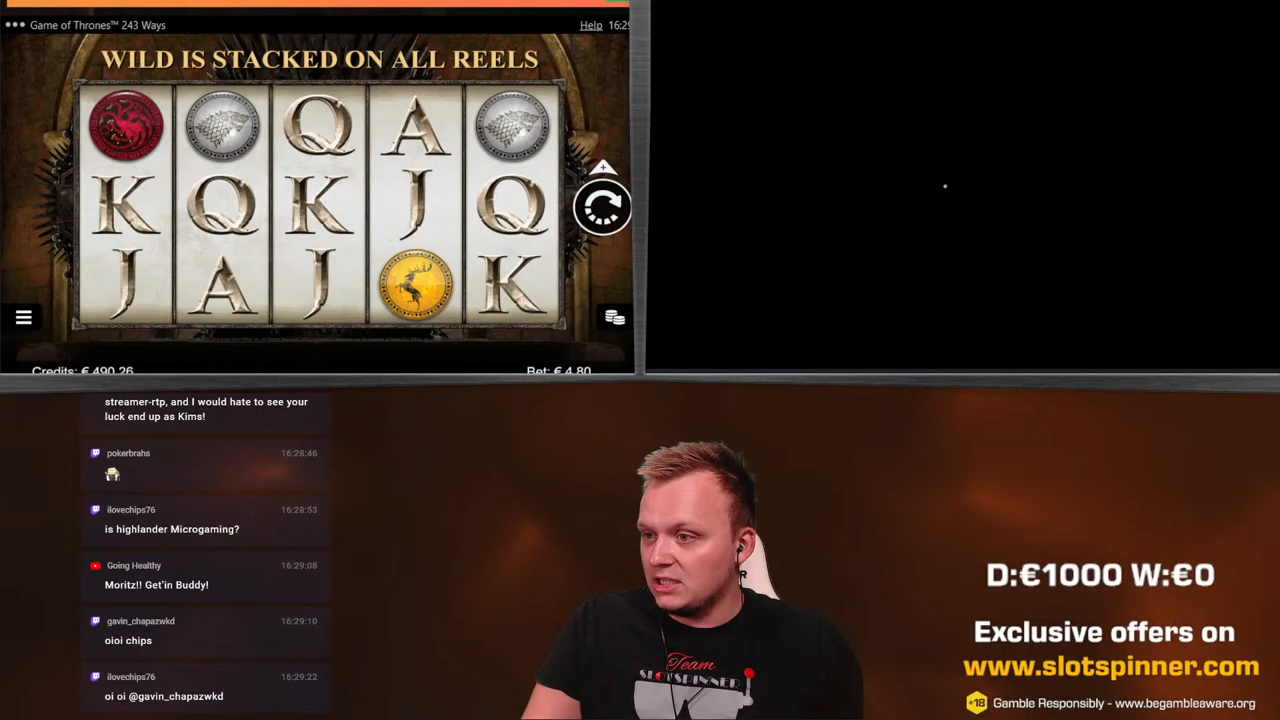 ••• Game of Thrones™ 243 Ways
Help 16:29
WILD IS STACKED ON ALL REELS
Q A
K Q K J Q
J A J K
Credits: € 490.26
Bet: € 4.80
streamer-rtp, and I would hate to see your
luck end up as Kims!
pokerbrahs 16:28:46
ilovechips76 16:28:53
is highlander Microgaming?
Going Healthy 16:29:08
Moritz!! Get'in Buddy!
gavin_chapazwkd 16:29:10
oioi chips
ilovechips76 16:29:22
oi oi @gavin_chapazwkd
Team
SLOTSPINNER
R
D:€1000 W:€0
Exclusive offers on
www.slotspinner.com
+18 Gamble Responsibly - www.begambleaware.org